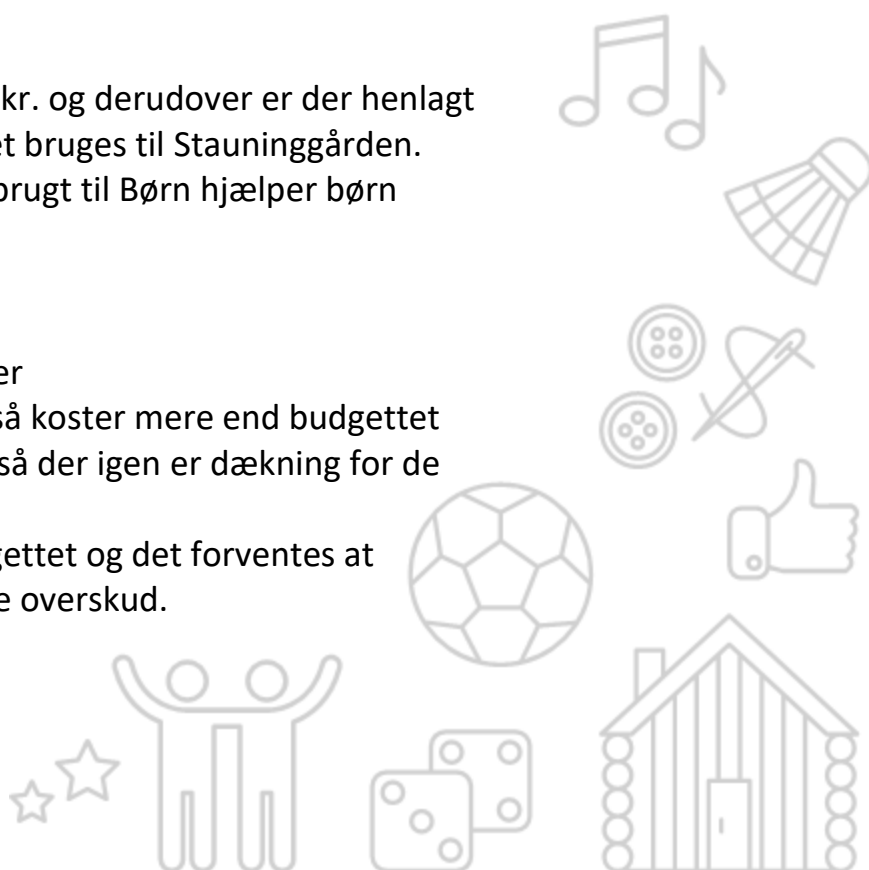 kr. og derudover er der henlagt
et bruges til Stauninggården.
brugt til Børn hjælper børn
er
så koster mere end budgettet
så der igen er dækning for de
gettet og det forventes at
e overskud.